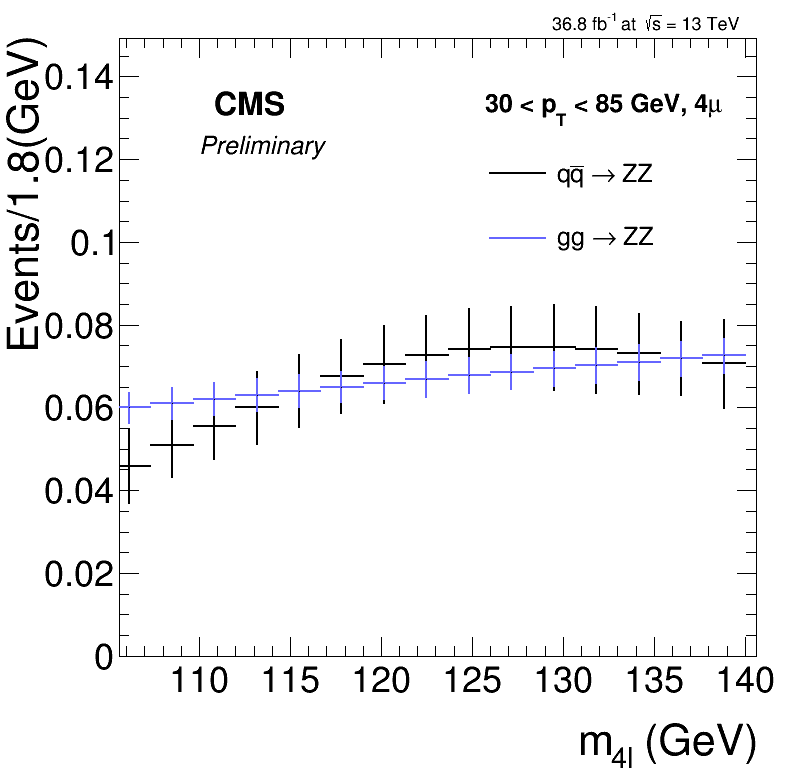 36.8 fb⁻¹ at √s = 13 TeV
CMS
Preliminary
30 < p_T < 85 GeV, 4μ
qq̅ → ZZ
gg → ZZ
Events/1.8(GeV)
0.14
0.12
0.1
0.08
0.06
0.04
0.02
0
110 115 120 125 130 135 140
m_4l (GeV)